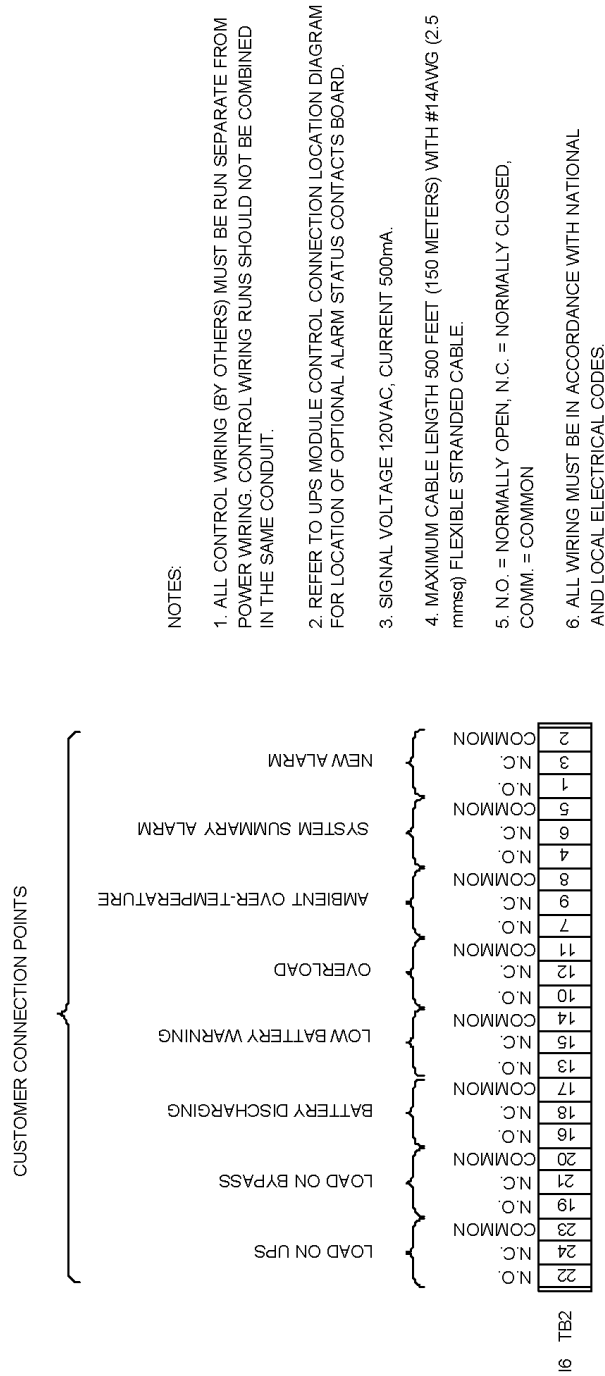 CUSTOMER CONNECTION POINTS
LOAD ON UPS
LOAD ON BYPASS
BATTERY DISCHARGING
LOW BATTERY WARNING
OVERLOAD
AMBIENT OVER-TEMPERATURE
SYSTEM SUMMARY ALARM
NEW ALARM
N.O. N.C. COMMON N.O. N.C. COMMON N.O. N.C. COMMON N.O. N.C. COMMON N.O. N.C. COMMON N.O. N.C. COMMON N.O. N.C. COMMON N.O. N.C. COMMON
I6 TB2 22 24 23 19 21 20 16 18 17 13 15 14 10 12 11 7 9 8 4 6 5 1 3 2
NOTES:
1. ALL CONTROL WIRING (BY OTHERS) MUST BE RUN SEPARATE FROM
POWER WIRING. CONTROL WIRING RUNS SHOULD NOT BE COMBINED
IN THE SAME CONDUIT.
2. REFER TO UPS MODULE CONTROL CONNECTION LOCATION DIAGRAM
FOR LOCATION OF OPTIONAL ALARM STATUS CONTACTS BOARD.
3. SIGNAL VOLTAGE 120VAC, CURRENT 500mA.
4. MAXIMUM CABLE LENGTH 500 FEET (150 METERS) WITH #14AWG (2.5
mmsq) FLEXIBLE STRANDED CABLE.
5. N.O. = NORMALLY OPEN, N.C. = NORMALLY CLOSED,
COMM. = COMMON
6. ALL WIRING MUST BE IN ACCORDANCE WITH NATIONAL
AND LOCAL ELECTRICAL CODES.